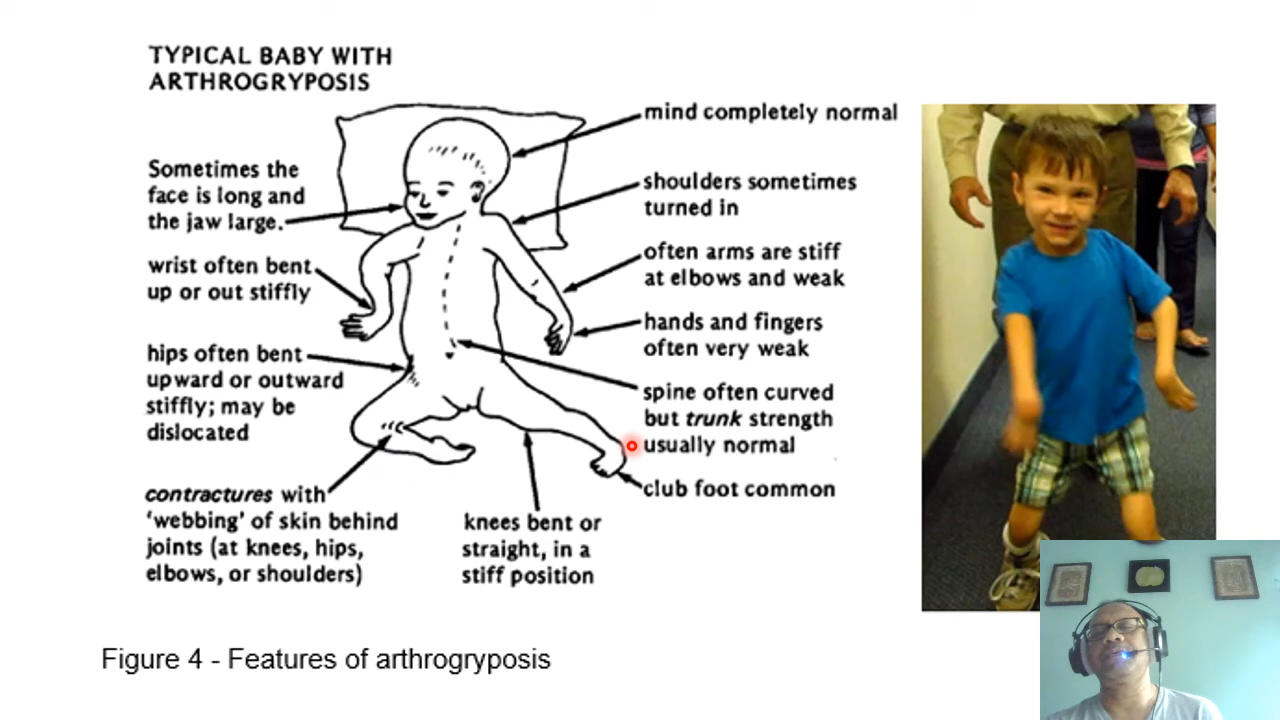 TYPICAL BABY WITH
ARTHROGRYPOSIS
mind completely normal
Sometimes the
face is long and
the jaw large.
shoulders sometimes
turned in
wrist often bent
up or out stiffly
often arms are stiff
at elbows and weak
hands and fingers
often very weak
hips often bent
upward or outward
stiffly; may be
dislocated
spine often curved
but trunk strength
usually normal
club foot common
contractures with
‘webbing’ of skin behind
joints (at knees, hips,
elbows, or shoulders)
knees bent or
straight, in a
stiff position
Figure 4 - Features of arthrogryposis